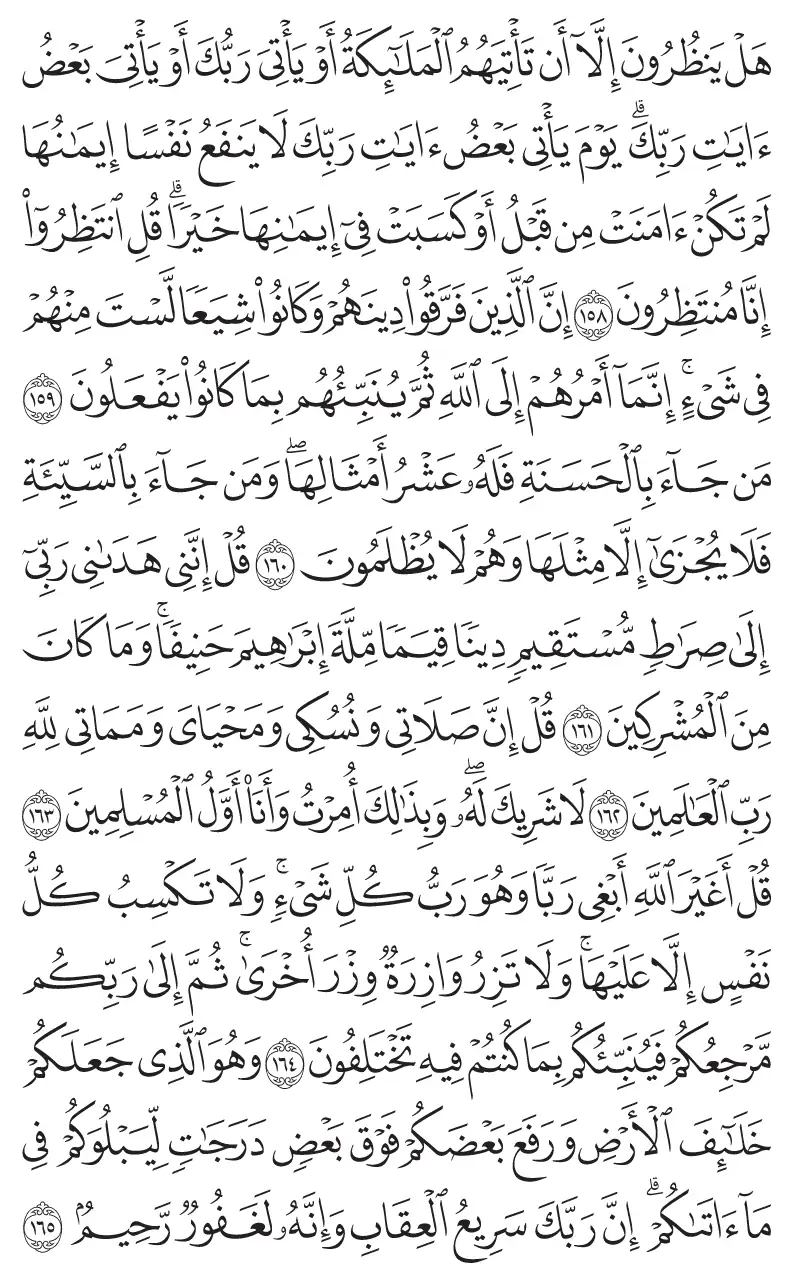 هَلۡ يَنظُرُونَ إِلَّآ أَن تَأۡتِيَهُمُ ٱلۡمَلَٰٓئِكَةُ أَوۡ يَأۡتِيَ رَبُّكَ أَوۡ يَأۡتِيَ بَعۡضُ
ءَايَٰتِ رَبِّكَۗ يَوۡمَ يَأۡتِي بَعۡضُ ءَايَٰتِ رَبِّكَ لَا يَنفَعُ نَفۡسًا إِيمَٰنُهَا
لَمۡ تَكُنۡ ءَامَنَتۡ مِن قَبۡلُ أَوۡ كَسَبَتۡ فِيٓ إِيمَٰنِهَا خَيۡرٗاۗ قُلِ ٱنتَظِرُوٓاْ
إِنَّا مُنتَظِرُونَ ١٥٨ إِنَّ ٱلَّذِينَ فَرَّقُواْ دِينَهُمۡ وَكَانُواْ شِيَعٗا لَّسۡتَ مِنۡهُمۡ
فِي شَيۡءٍۚ إِنَّمَآ أَمۡرُهُمۡ إِلَى ٱللَّهِ ثُمَّ يُنَبِّئُهُم بِمَا كَانُواْ يَفۡعَلُونَ ١٥٩
مَن جَآءَ بِٱلۡحَسَنَةِ فَلَهُۥ عَشۡرُ أَمۡثَالِهَاۖ وَمَن جَآءَ بِٱلسَّيِّئَةِ
فَلَا يُجۡزَىٰٓ إِلَّا مِثۡلَهَا وَهُمۡ لَا يُظۡلَمُونَ ١٦٠ قُلۡ إِنَّنِي هَدَىٰنِي رَبِّيٓ
إِلَىٰ صِرَٰطٖ مُّسۡتَقِيمٖ دِينٗا قِيَمٗا مِّلَّةَ إِبۡرَٰهِيمَ حَنِيفٗاۚ وَمَا كَانَ
مِنَ ٱلۡمُشۡرِكِينَ ١٦١ قُلۡ إِنَّ صَلَاتِي وَنُسُكِي وَمَحۡيَايَ وَمَمَاتِي لِلَّهِ
رَبِّ ٱلۡعَٰلَمِينَ ١٦٢ لَا شَرِيكَ لَهُۥۖ وَبِذَٰلِكَ أُمِرۡتُ وَأَنَا۠ أَوَّلُ ٱلۡمُسۡلِمِينَ ١٦٣
قُلۡ أَغَيۡرَ ٱللَّهِ أَبۡغِي رَبّٗا وَهُوَ رَبُّ كُلِّ شَيۡءٖۚ وَلَا تَكۡسِبُ كُلُّ
نَفۡسٍ إِلَّا عَلَيۡهَاۚ وَلَا تَزِرُ وَازِرَةٞ وِزۡرَ أُخۡرَىٰۚ ثُمَّ إِلَىٰ رَبِّكُم
مَّرۡجِعُكُمۡ فَيُنَبِّئُكُم بِمَا كُنتُمۡ فِيهِ تَخۡتَلِفُونَ ١٦٤ وَهُوَ ٱلَّذِي جَعَلَكُمۡ
خَلَٰٓئِفَ ٱلۡأَرۡضِ وَرَفَعَ بَعۡضَكُمۡ فَوۡقَ بَعۡضٖ دَرَجَٰتٖ لِّيَبۡلُوَكُمۡ فِي
مَآ ءَاتَىٰكُمۡۗ إِنَّ رَبَّكَ سَرِيعُ ٱلۡعِقَابِ وَإِنَّهُۥ لَغَفُورٞ رَّحِيمُۢ ١٦٥